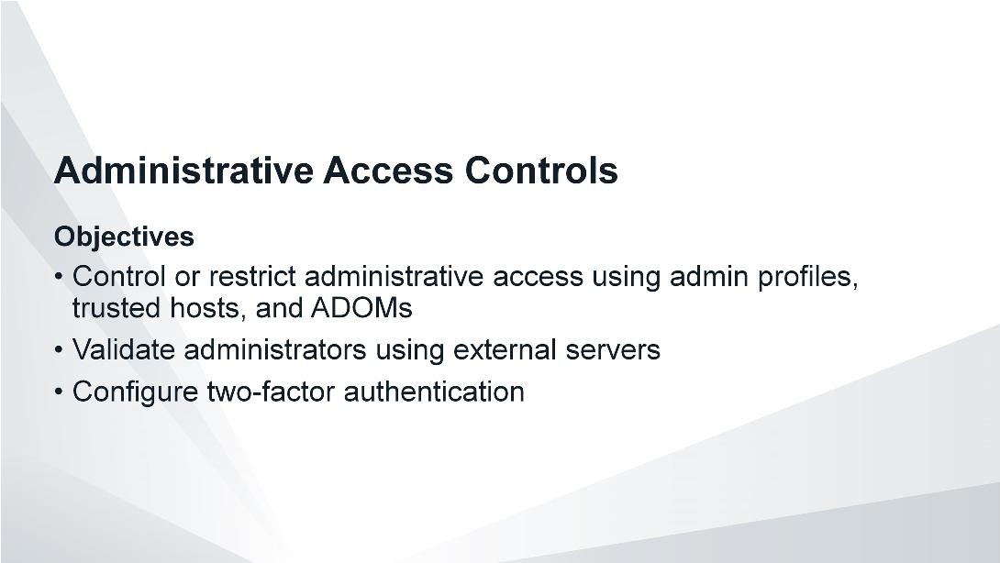 Administrative Access Controls
Objectives
• Control or restrict administrative access using admin profiles,
trusted hosts, and ADOMs
• Validate administrators using external servers
• Configure two-factor authentication